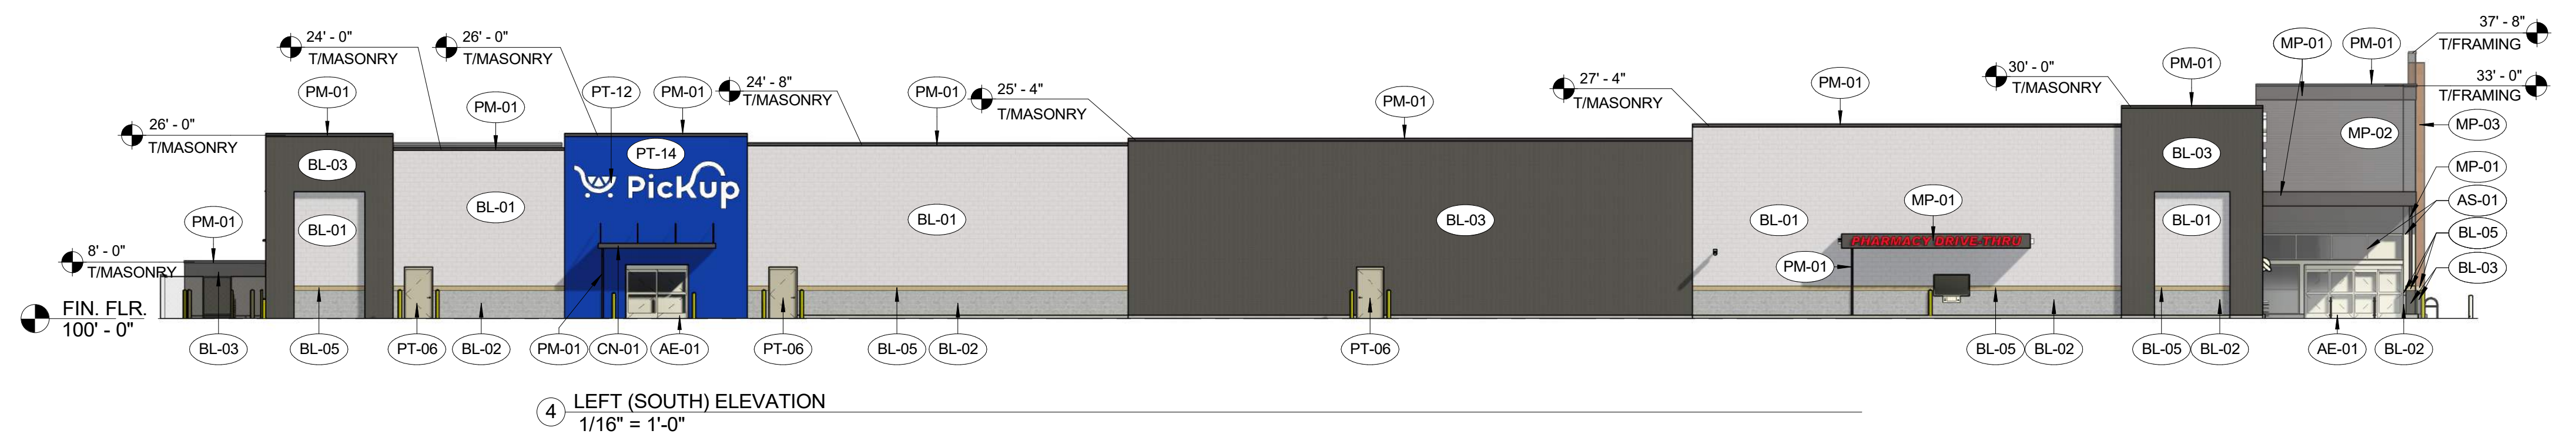 37' - 8"
T/FRAMING
24' - 0"
T/MASONRY
26' - 0"
T/MASONRY
MP-01
PM-01
30' - 0"
T/MASONRY
PM-01
33' - 0"
T/FRAMING
27' - 4"
T/MASONRY
PM-01
24' - 8"
T/MASONRY
25' - 4"
T/MASONRY
PM-01
PM-01
PT-12
PM-01
PM-01
PM-01
26' - 0"
T/MASONRY
MP-02
MP-03
BL-03
PT-14
BL-03
MP-01
PicKup
AS-01
BL-01
BL-01
BL-03
BL-01
MP-01
BL-01
PM-01
BL-01
BL-05
PHARMACY DRIVE-THRU
8' - 0"
T/MASONRY
PM-01
BL-03
FIN. FLR.
100' - 0"
BL-03
BL-05
PT-06
BL-02
PM-01
CN-01
AE-01
PT-06
BL-05
BL-02
PT-06
BL-05
BL-02
BL-05
BL-02
AE-01
BL-02
4
LEFT (SOUTH) ELEVATION
1/16" = 1'-0"